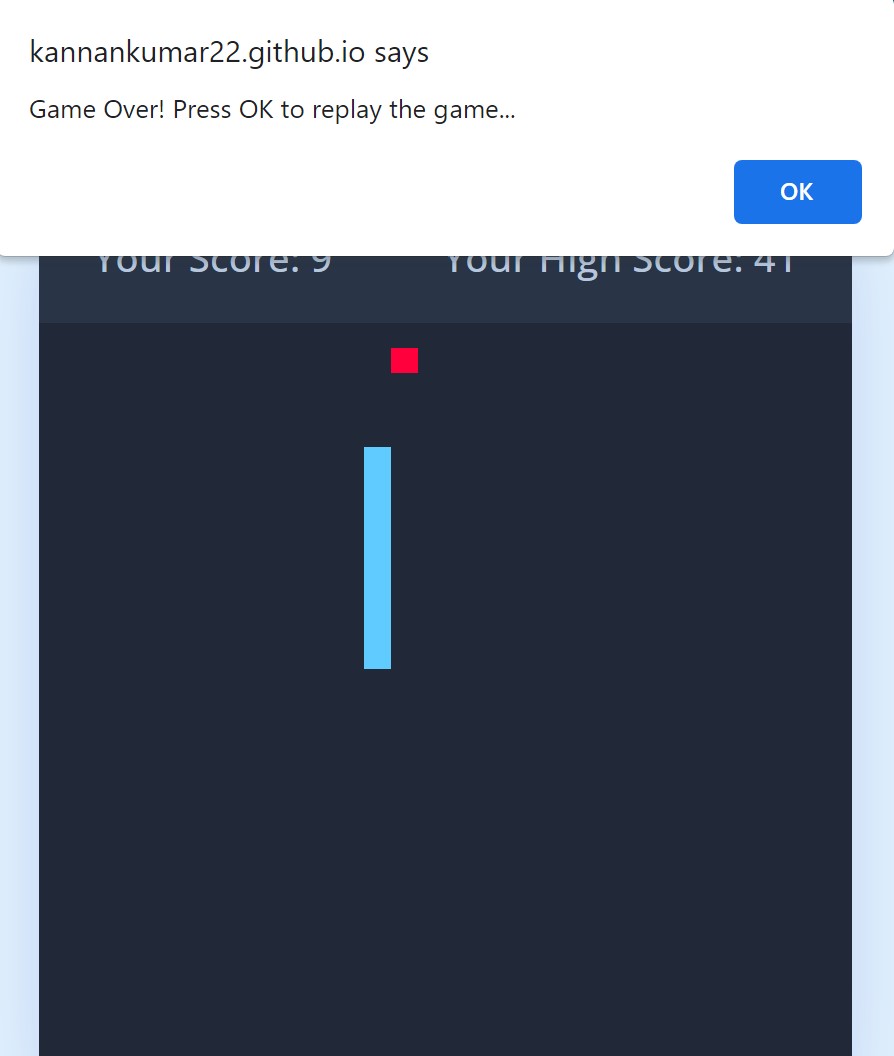 kannankumar22.github.io says
Game Over! Press OK to replay the game...
OK
Your Score: 9
Your High Score: 41